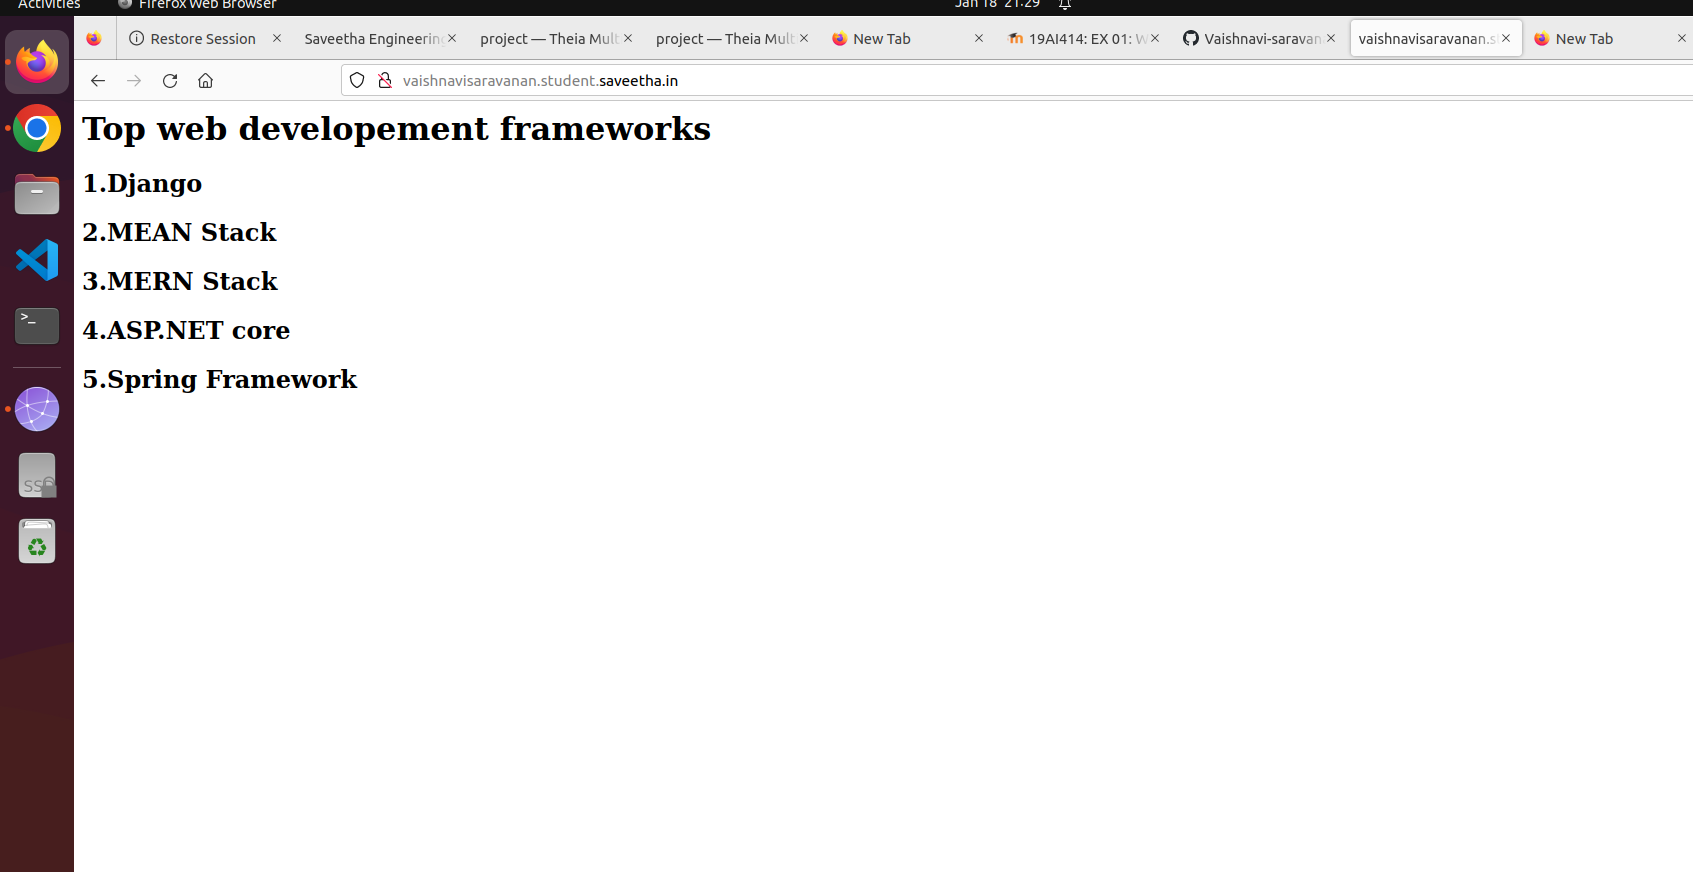 Activities Firefox Web Browser Jan 18 21:29
Restore Session Saveetha Engineering project — Theia Mult project — Theia Mult New Tab 19AI414: EX 01: W Vaishnavi-saravan vaishnavisaravanan.s New Tab
vaishnavisaravanan.student.saveetha.in
Top web developement frameworks
1.Django
2.MEAN Stack
3.MERN Stack
4.ASP.NET core
5.Spring Framework
>_
SS